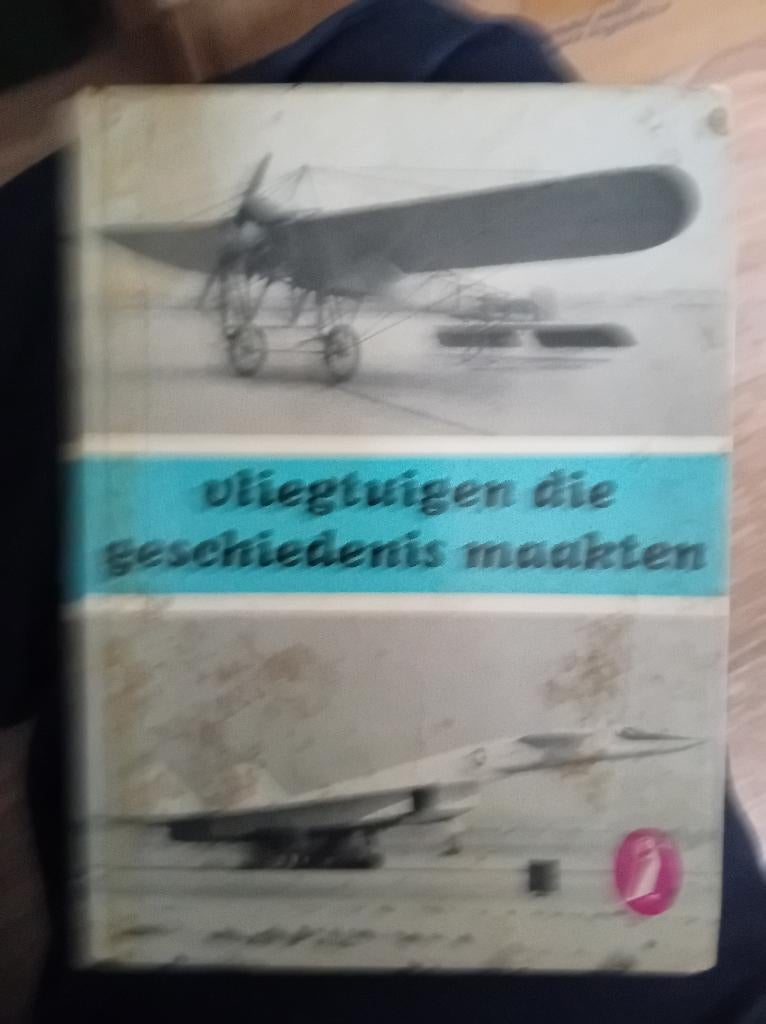 vliegtuigen die
geschiedenis maakten